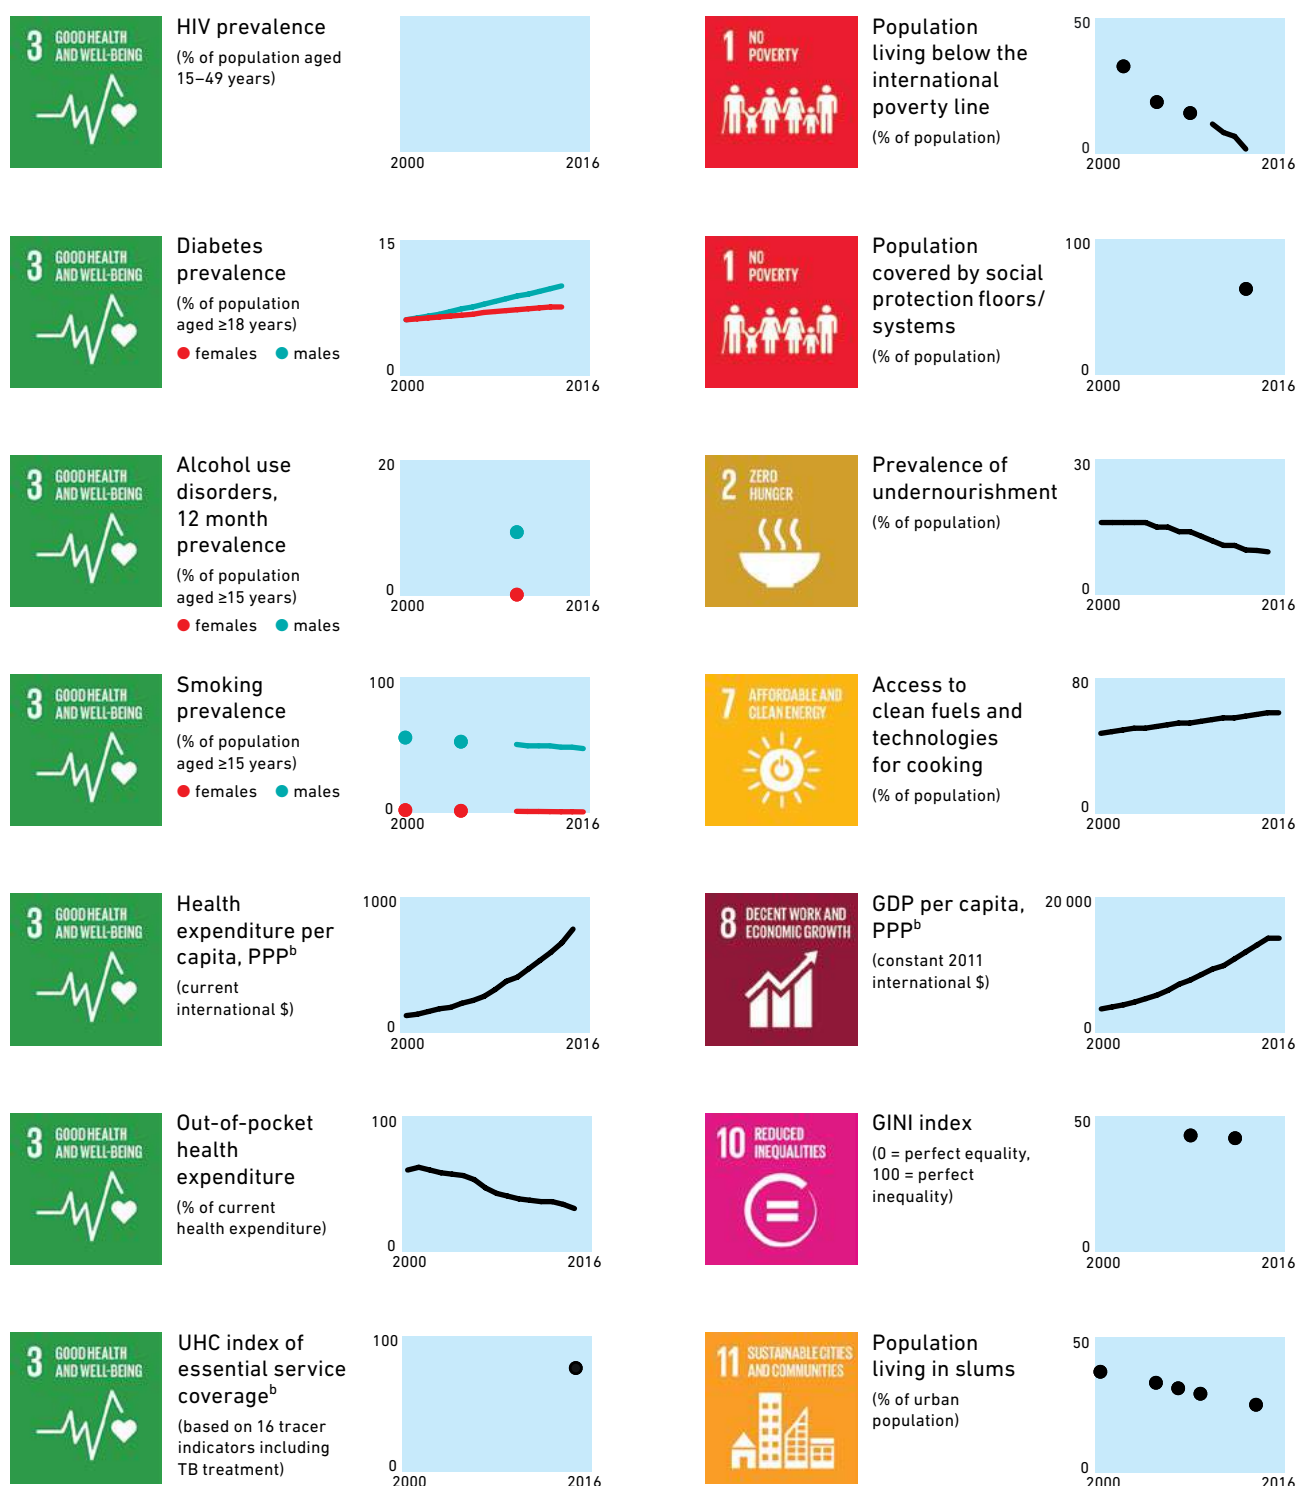 3 GOOD HEALTH
AND WELL-BEING
HIV prevalence
(% of population aged
15–49 years)
2000 2016
1 NO
POVERTY
Population
living below the
international
poverty line
(% of population)
50
0
2000 2016
3 GOOD HEALTH
AND WELL-BEING
Diabetes
prevalence
(% of population
aged ≥18 years)
females males
15
0
2000 2016
1 NO
POVERTY
Population
covered by social
protection floors/
systems
(% of population)
100
0
2000 2016
3 GOOD HEALTH
AND WELL-BEING
Alcohol use
disorders,
12 month
prevalence
(% of population
aged ≥15 years)
females males
20
0
2000 2016
2 ZERO
HUNGER
Prevalence of
undernourishment
(% of population)
30
0
2000 2016
3 GOOD HEALTH
AND WELL-BEING
Smoking
prevalence
(% of population
aged ≥15 years)
females males
100
0
2000 2016
7 AFFORDABLE AND
CLEAN ENERGY
Access to
clean fuels and
technologies
for cooking
(% of population)
80
0
2000 2016
3 GOOD HEALTH
AND WELL-BEING
Health
expenditure per
capita, PPPb
(current
international $)
1000
0
2000 2016
8 DECENT WORK AND
ECONOMIC GROWTH
GDP per capita,
PPPb
(constant 2011
international $)
20 000
0
2000 2016
3 GOOD HEALTH
AND WELL-BEING
Out-of-pocket
health
expenditure
(% of current
health expenditure)
100
0
2000 2016
10 REDUCED
INEQUALITIES
GINI index
(0 = perfect equality,
100 = perfect
inequality)
50
0
2000 2016
3 GOOD HEALTH
AND WELL-BEING
UHC index of
essential service
coverageb
(based on 16 tracer
indicators including
TB treatment)
100
0
2000 2016
11 SUSTAINABLE CITIES
AND COMMUNITIES
Population
living in slums
(% of urban
population)
50
0
2000 2016